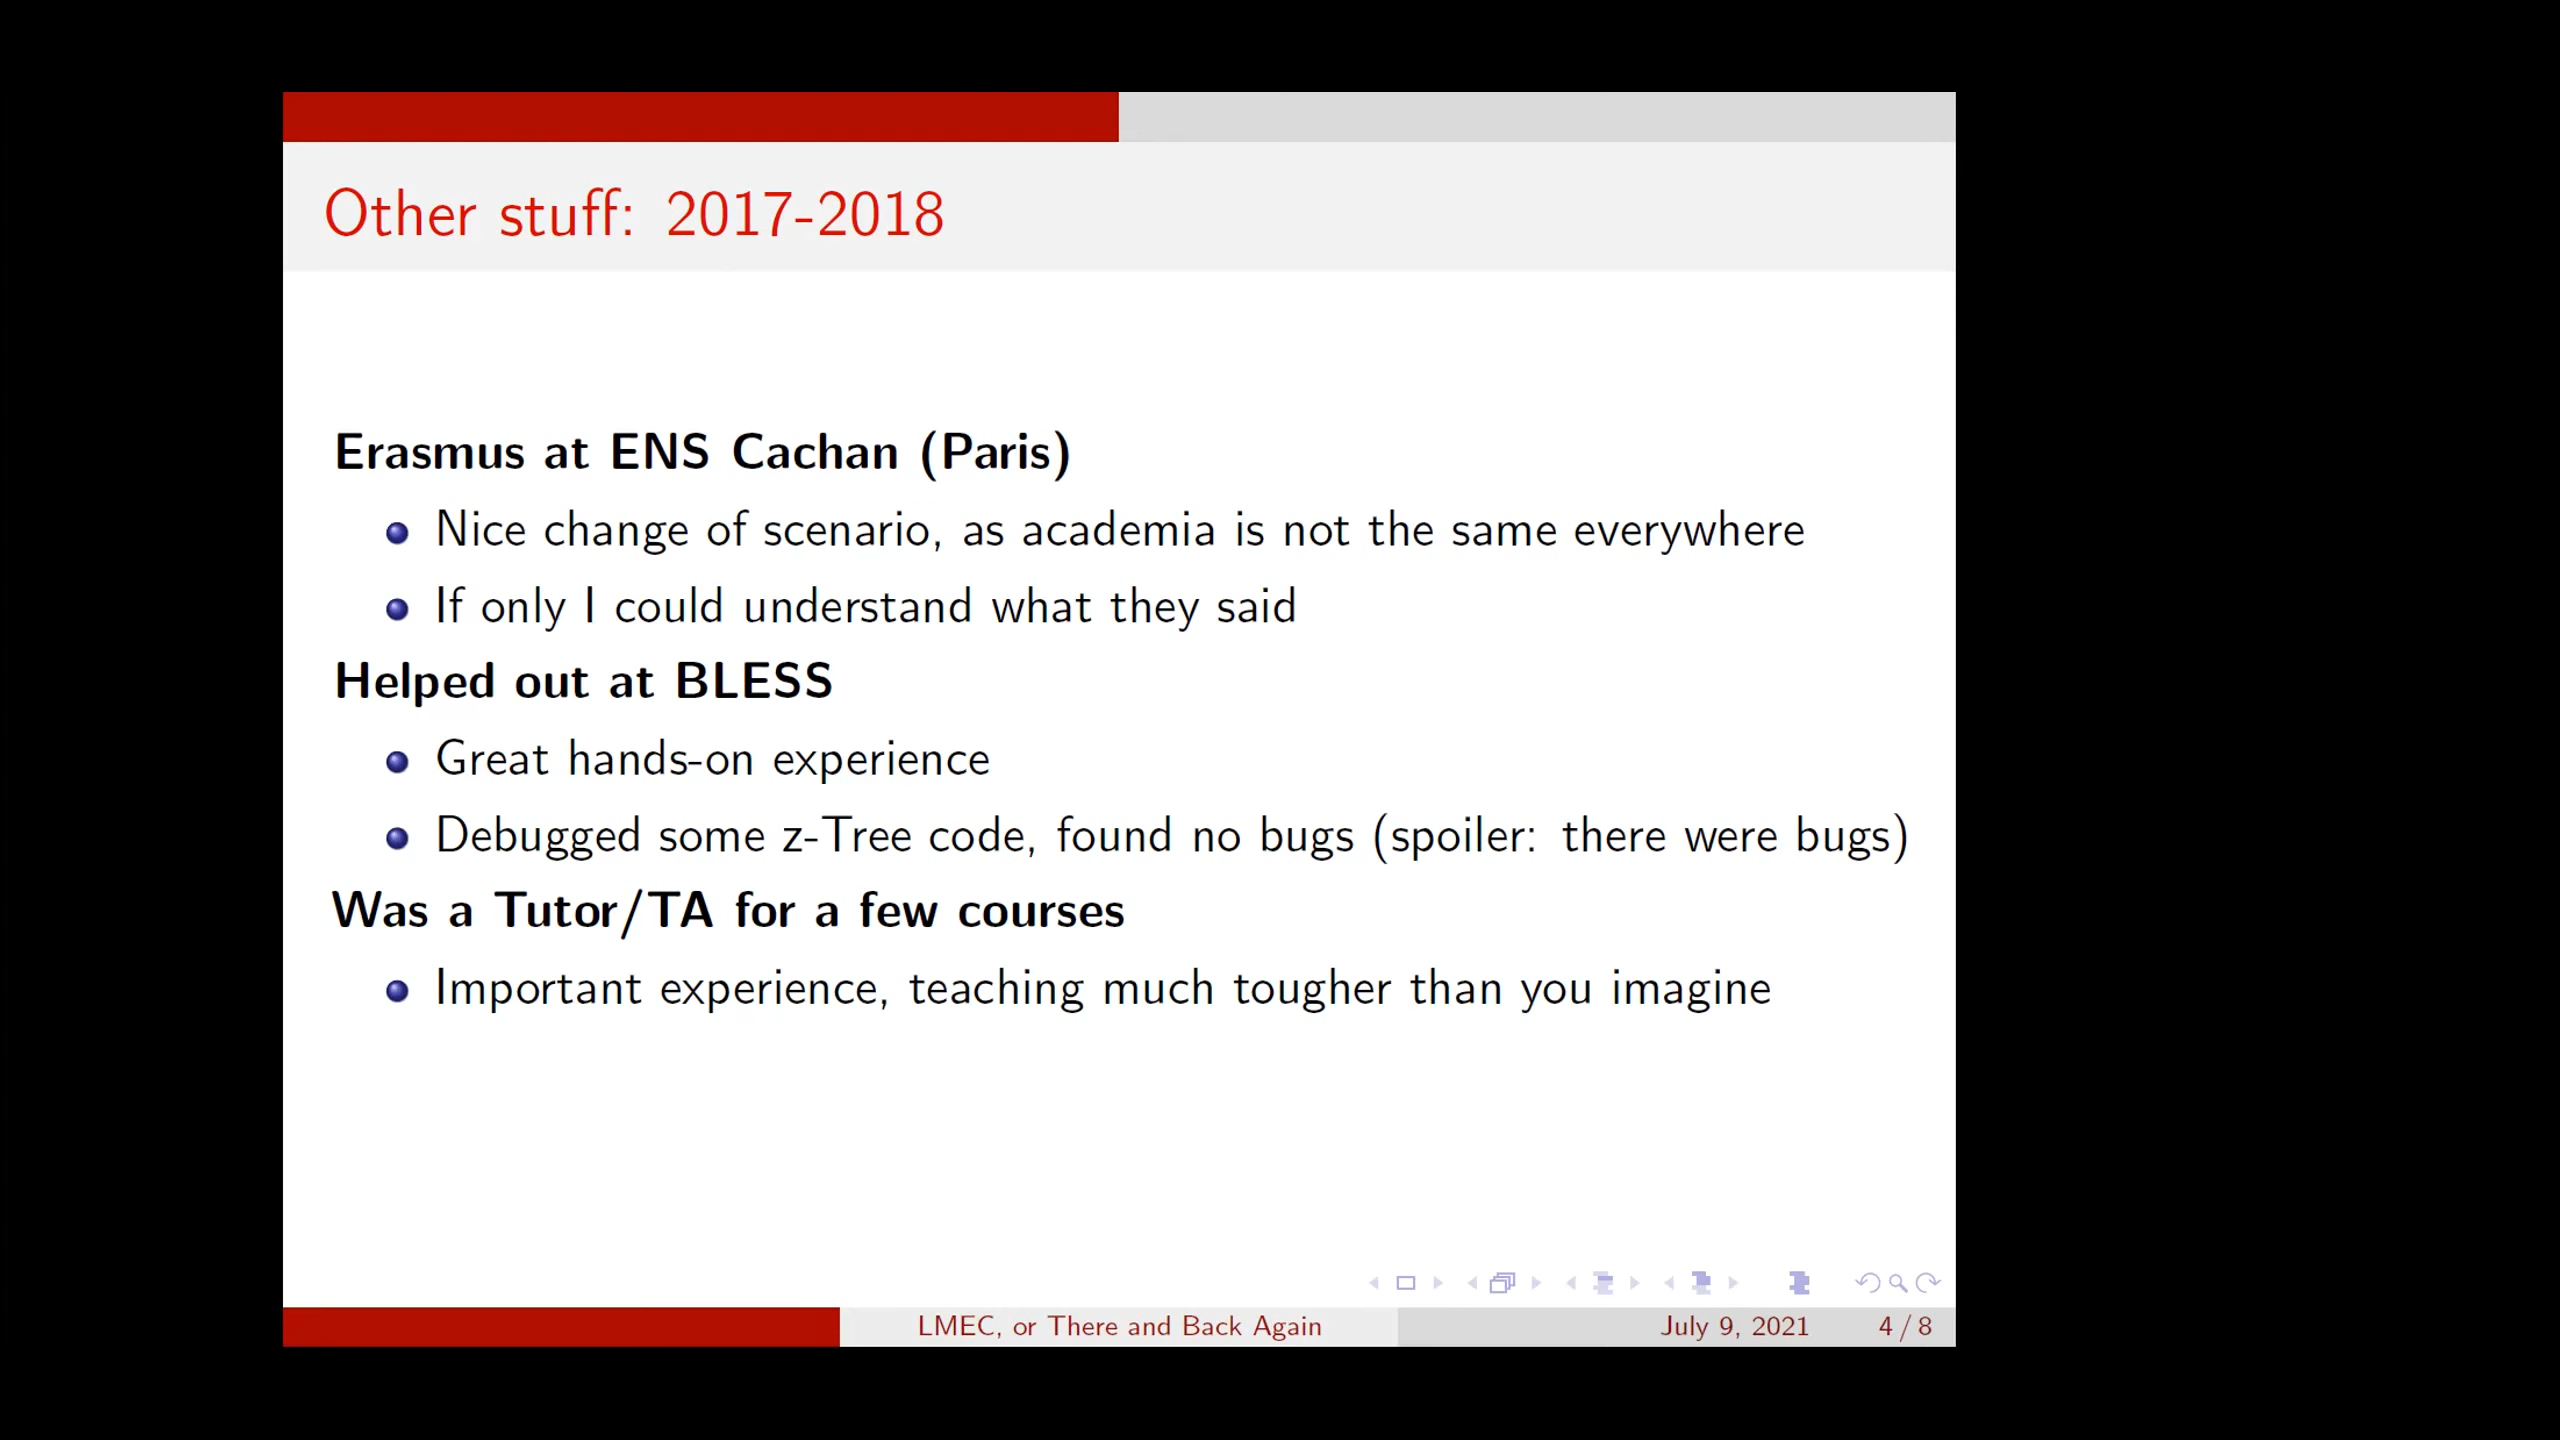 Other stuff: 2017-2018
Erasmus at ENS Cachan (Paris)
Nice change of scenario, as academia is not the same everywhere
If only I could understand what they said
Helped out at BLESS
Great hands-on experience
Debugged some z-Tree code, found no bugs (spoiler: there were bugs)
Was a Tutor/TA for a few courses
Important experience, teaching much tougher than you imagine
LMEC, or There and Back Again July 9, 2021 4 / 8